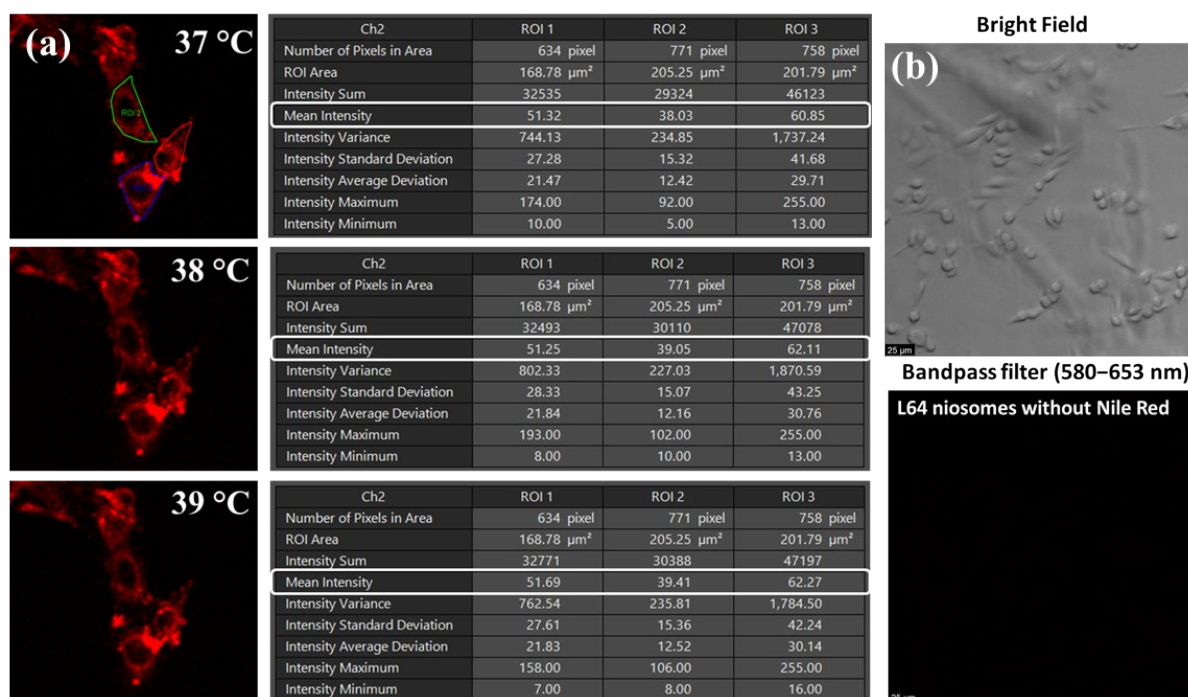 (a)
37 °C
ROI 2
Ch2 ROI 1 ROI 2 ROI 3
Number of Pixels in Area 634 pixel 771 pixel 758 pixel
ROI Area 168.78 µm² 205.25 µm² 201.79 µm²
Intensity Sum 32535 29324 46123
Mean Intensity 51.32 38.03 60.85
Intensity Variance 744.13 234.85 1,737.24
Intensity Standard Deviation 27.28 15.32 41.68
Intensity Average Deviation 21.47 12.42 29.71
Intensity Maximum 174.00 92.00 255.00
Intensity Minimum 10.00 5.00 13.00
38 °C
Ch2 ROI 1 ROI 2 ROI 3
Number of Pixels in Area 634 pixel 771 pixel 758 pixel
ROI Area 168.78 µm² 205.25 µm² 201.79 µm²
Intensity Sum 32493 30110 47078
Mean Intensity 51.25 39.05 62.11
Intensity Variance 802.33 227.03 1,870.59
Intensity Standard Deviation 28.33 15.07 43.25
Intensity Average Deviation 21.84 12.16 30.76
Intensity Maximum 193.00 102.00 255.00
Intensity Minimum 8.00 10.00 13.00
39 °C
Ch2 ROI 1 ROI 2 ROI 3
Number of Pixels in Area 634 pixel 771 pixel 758 pixel
ROI Area 168.78 µm² 205.25 µm² 201.79 µm²
Intensity Sum 32771 30388 47197
Mean Intensity 51.69 39.41 62.27
Intensity Variance 762.54 235.81 1,784.50
Intensity Standard Deviation 27.61 15.36 42.24
Intensity Average Deviation 21.83 12.52 30.14
Intensity Maximum 158.00 106.00 255.00
Intensity Minimum 7.00 8.00 16.00
Bright Field
(b)
25 µm
Bandpass filter (580–653 nm)
L64 niosomes without Nile Red